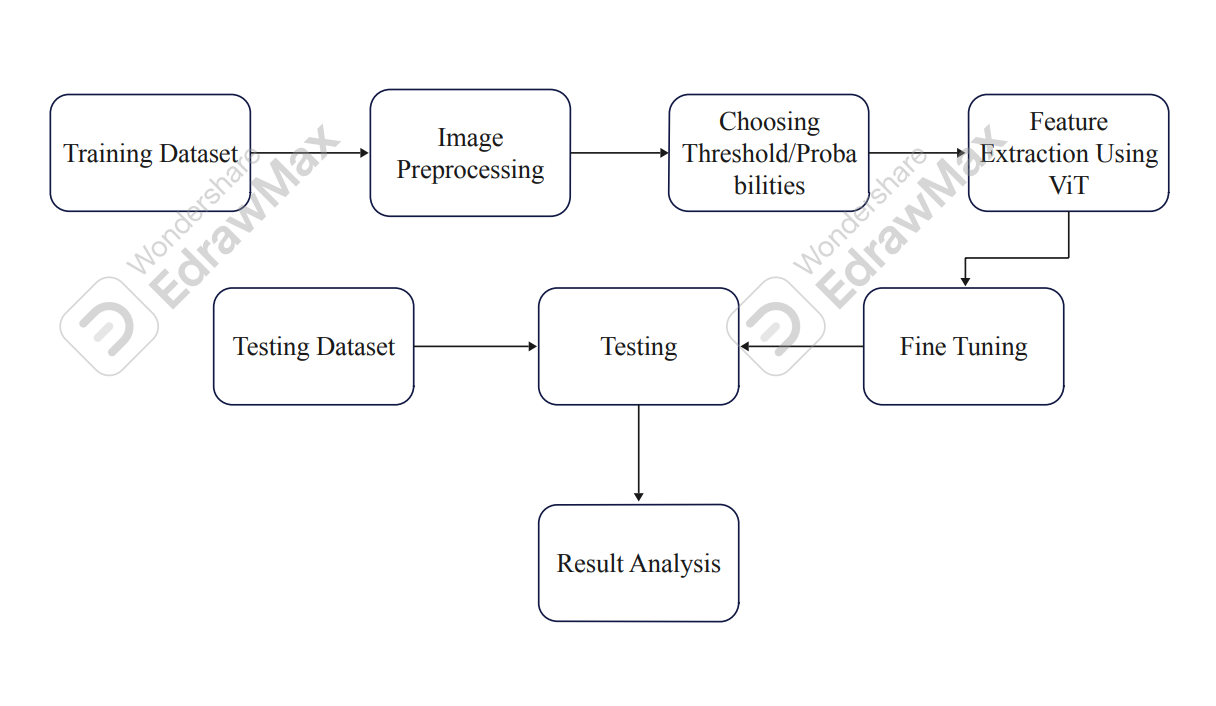 Training Dataset
Image
Preprocessing
Choosing
Threshold/Proba
bilities
Feature
Extraction Using
ViT
Testing Dataset
Testing
Fine Tuning
Result Analysis
Wondershare
EdrawMax
Wondershare
EdrawMax